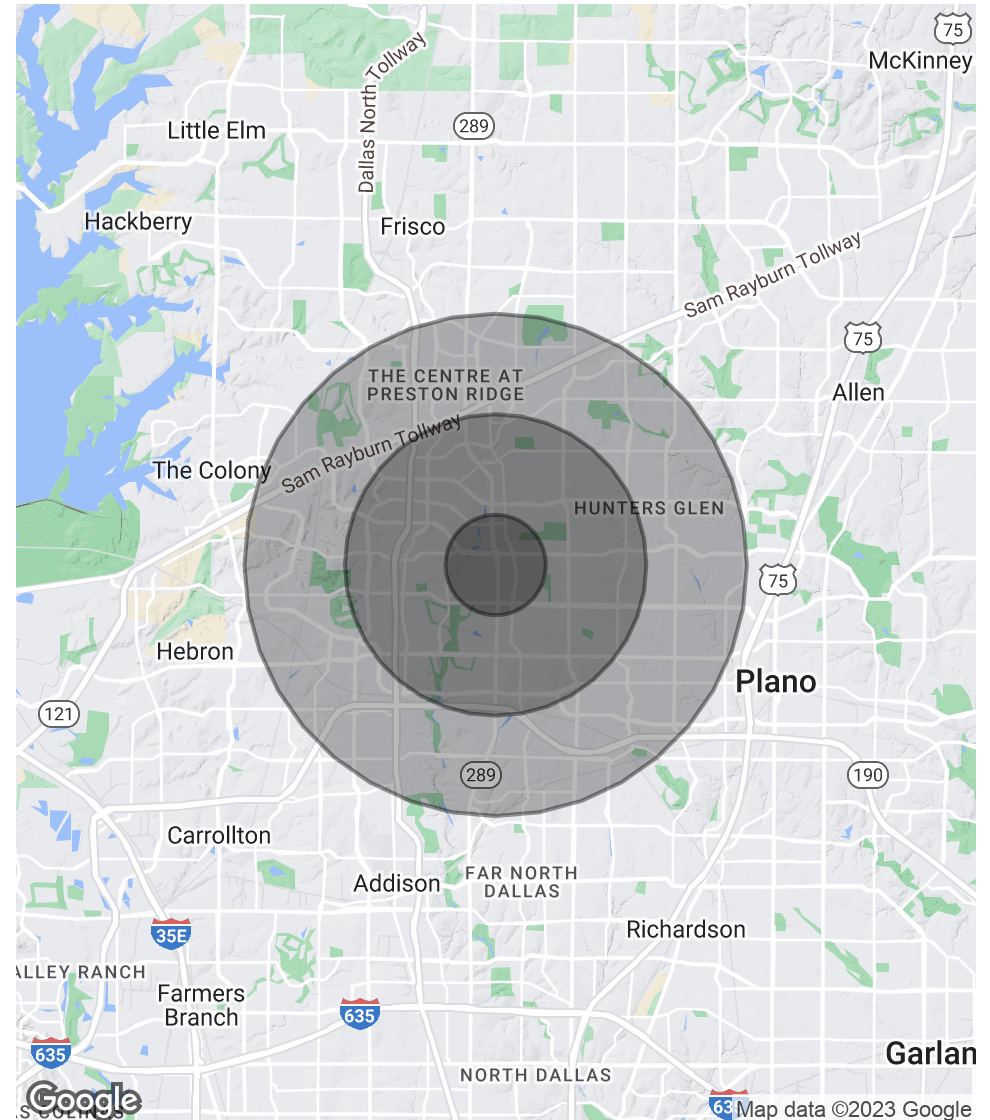 75
McKinney
Dallas North Tollway
Little Elm
289
Hackberry
Frisco
Sam Rayburn Tollway
75
THE CENTRE AT
PRESTON RIDGE
Allen
Sam Rayburn Tollway
The Colony
HUNTERS GLEN
75
Hebron
Plano
121
289
190
Carrollton
FAR NORTH
DALLAS
Addison
Richardson
35E
ALLEY RANCH
Farmers
Branch
635
635
Garlan
NORTH DALLAS
Google
63
Map data ©2023 Google